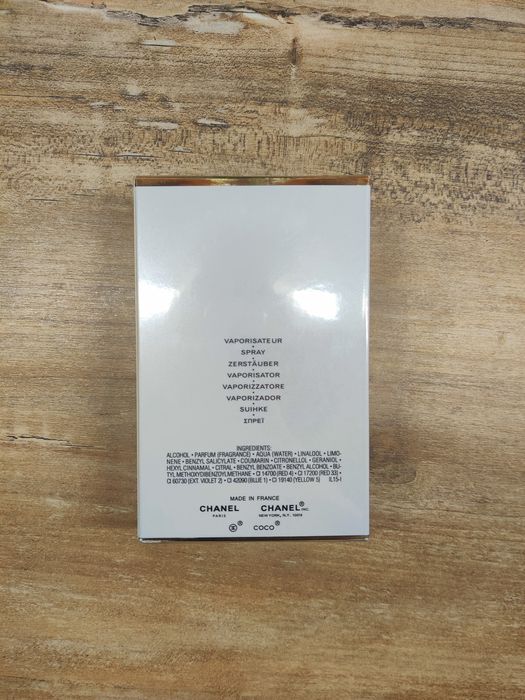 VAPORISATEUR
•
SPRAY
•
ZERSTÄUBER
•
VAPORISATOR
•
VAPORIZZATORE
•
VAPORIZADOR
•
SUIHKE
•
ΣΠΡΕΪ
INGREDIENTS:
ALCOHOL • PARFUM (FRAGRANCE) • AQUA (WATER) • LINALOOL • LIMO-
NENE • BENZYL SALICYLATE • COUMARIN • CITRONELLOL • GERANIOL •
HEXYL CINNAMAL • CITRAL • BENZYL BENZOATE • BENZYL ALCOHOL • BU-
TYL METHOXYDIBENZOYLMETHANE • CI 14700 (RED 4) • CI 17200 (RED 33) •
CI 60730 (EXT. VIOLET 2) • CI 42090 (BLUE 1) • CI 19140 (YELLOW 5) IL15-I
MADE IN FRANCE
CHANEL CHANEL® INC.
PARIS NEW YORK, N.Y. 10019
® COCO®